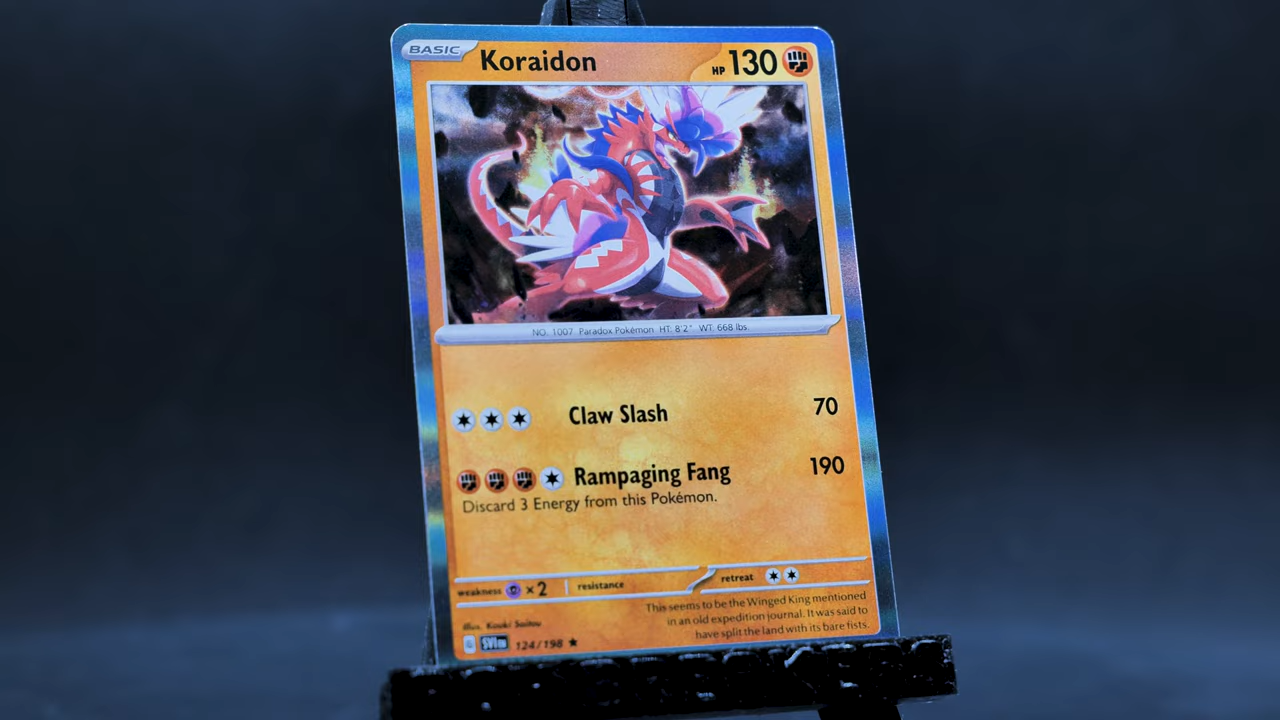 BASIC Koraidon HP 130
NO. 1007 Paradox Pokémon HT: 8'2" WT: 668 lbs.
Claw Slash 70
Rampaging Fang 190
Discard 3 Energy from this Pokémon.
weakness ×2 resistance retreat
This seems to be the Winged King mentioned
in an old expedition journal. It was said to
have split the land with its bare fists.
Illus. Kouki Saitou
G SVI EN 124/198 ★